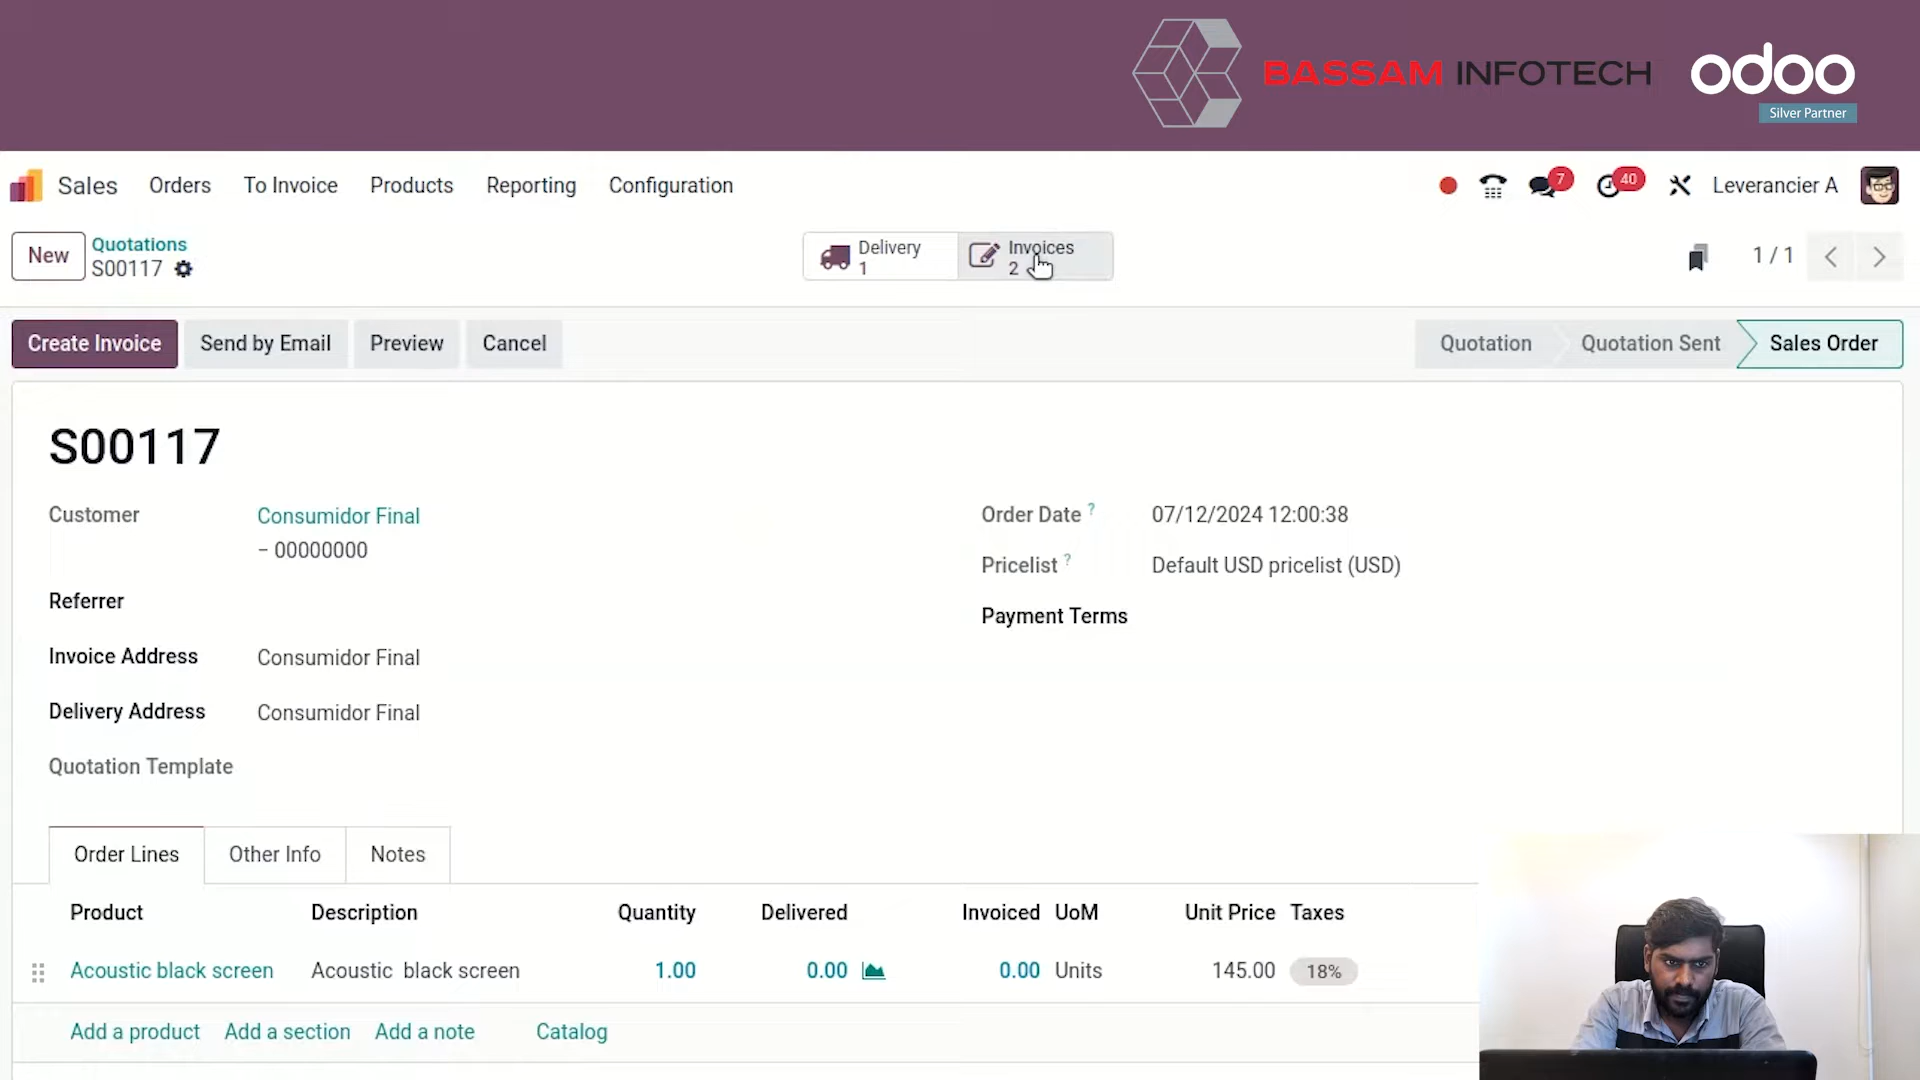 BASSAM INFOTECH
odoo
Silver Partner
Sales Orders To Invoice Products Reporting Configuration
7 40 Leverancier A
New Quotations
S00117
Delivery
1
Invoices
2
1 / 1
Create Invoice Send by Email Preview Cancel
Quotation Quotation Sent Sales Order
S00117
Customer Consumidor Final
– 00000000
Referrer
Invoice Address Consumidor Final
Delivery Address Consumidor Final
Quotation Template
Order Date ? 07/12/2024 12:00:38
Pricelist ? Default USD pricelist (USD)
Payment Terms
Order Lines Other Info Notes
Product Description Quantity Delivered Invoiced UoM Unit Price Taxes
Acoustic black screen Acoustic black screen 1.00 0.00 0.00 Units 145.00 18%
Add a product Add a section Add a note Catalog